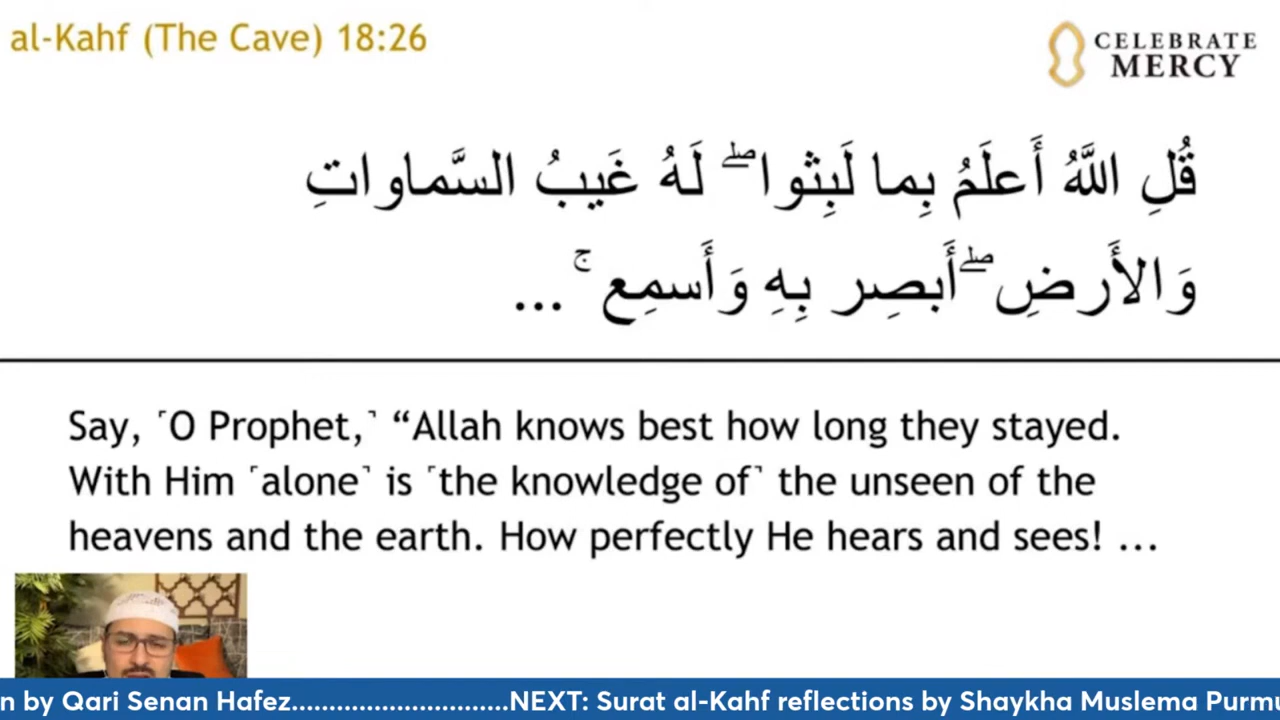 al-Kahf (The Cave) 18:26
CELEBRATE
MERCY
قُلِ اللَّهُ أَعلَمُ بِما لَبِثوا ۖ لَهُ غَيبُ السَّماواتِ
وَالأَرضِ ۖ أَبصِر بِهِ وَأَسمِع ۚ ...
Say, ˹O Prophet,˺ “Allah knows best how long they stayed.
With Him ˹alone˺ is ˹the knowledge of˺ the unseen of the
heavens and the earth. How perfectly He hears and sees! ...
n by Qari Senan Hafez.............................NEXT: Surat al-Kahf reflections by Shaykha Muslema Purmu